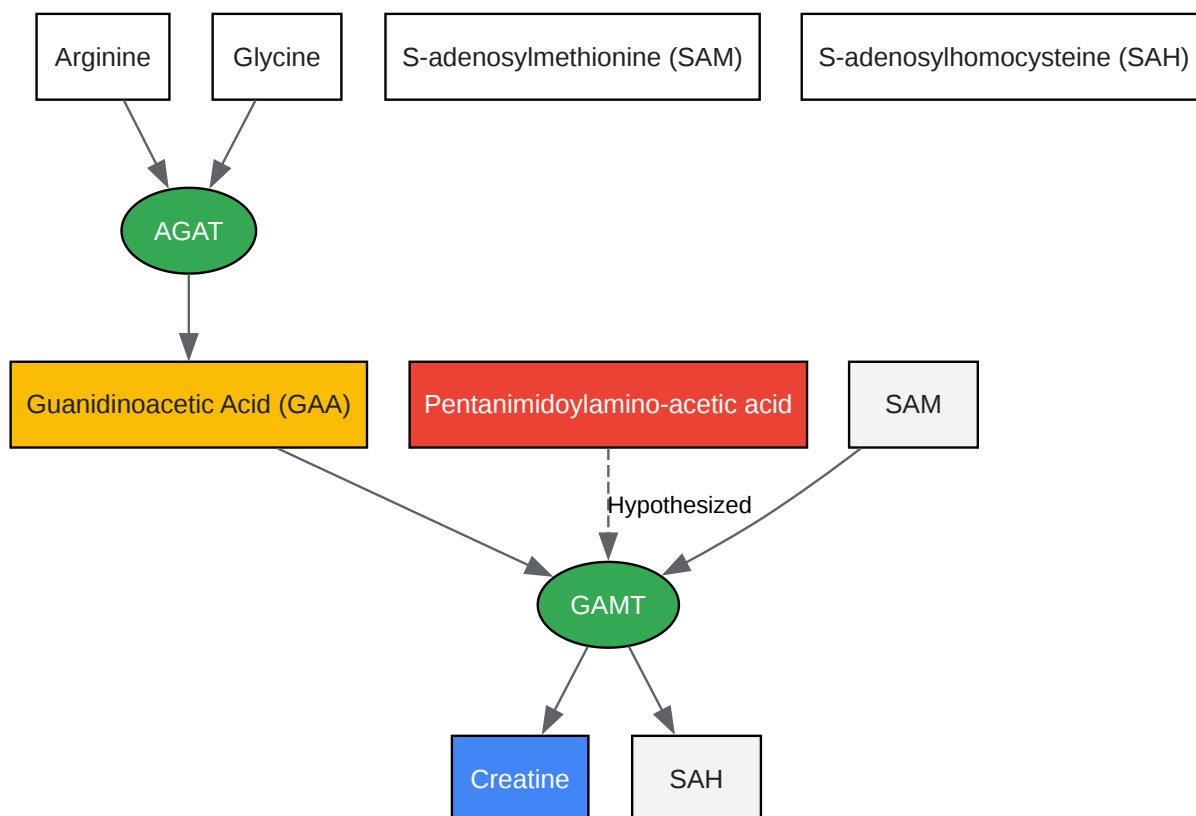 Arginine
Glycine
S-adenosylmethionine (SAM)
S-adenosylhomocysteine (SAH)
AGAT
Guanidinoacetic Acid (GAA)
Pentanimidoylamino-acetic acid
SAM
Hypothesized
GAMT
Creatine
SAH